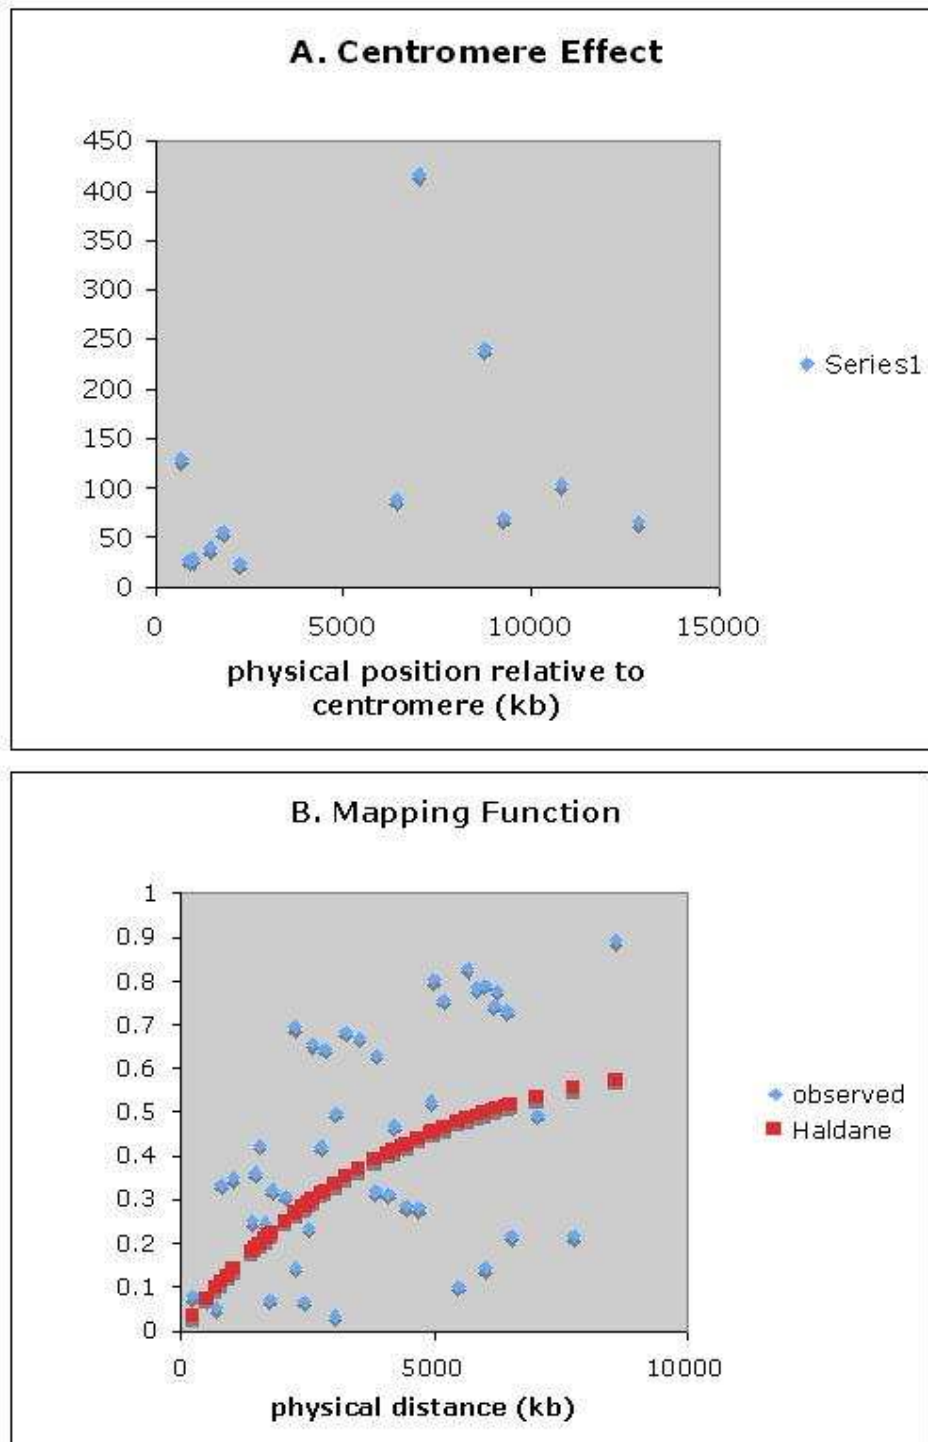 A. Centromere Effect
450
400
350
300
250
200
150
100
50
0
0 5000 10000 15000
physical position relative to
centromere (kb)
Series1
B. Mapping Function
1
0.9
0.8
0.7
0.6
0.5
0.4
0.3
0.2
0.1
0
0 5000 10000
physical distance (kb)
observed
Haldane